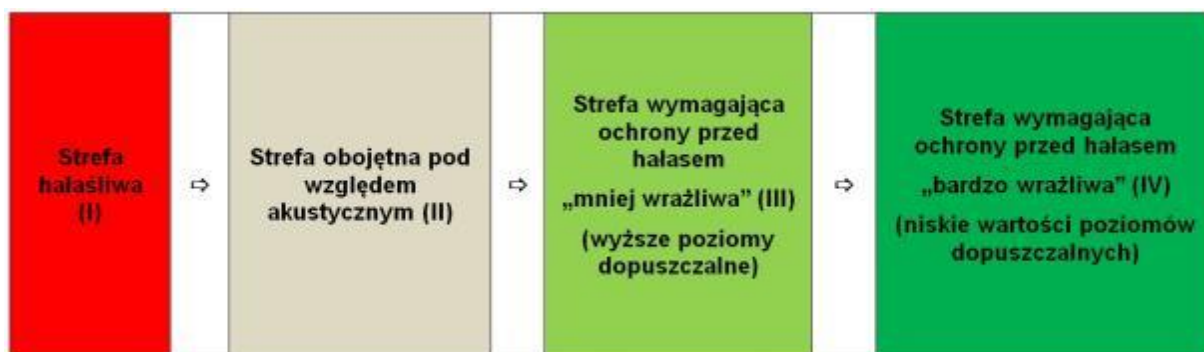 Strefa
hałaśliwa
(I)
⇨
Strefa obojętna pod
względem
akustycznym (II)
⇨
Strefa wymagająca
ochrony przed
hałasem
„mniej wrażliwa” (III)
(wyższe poziomy
dopuszczalne)
⇨
Strefa wymagająca
ochrony przed hałasem
„bardzo wrażliwa” (IV)
(niskie wartości poziomów
dopuszczalnych)